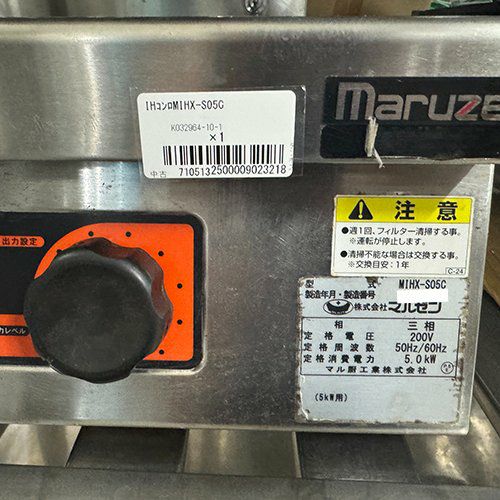 IHコンロMIHX-S05C
K032964-10-1
×1
中古 7105132500009023218
maruze
出力設定
力レベル
注意
●週1回、フィルター清掃する事。
※運転が停止します。
●清掃不能な場合は交換する事。
※交換目安:1年
C-24
型式 MIHX-S05C
製造年月・製造番号
株式会社マルゼン
相 三相
定格電圧 200V
定格周波数 50Hz/60Hz
定格消費電力 5.0kW
マル厨工業株式会社
(5kW用)